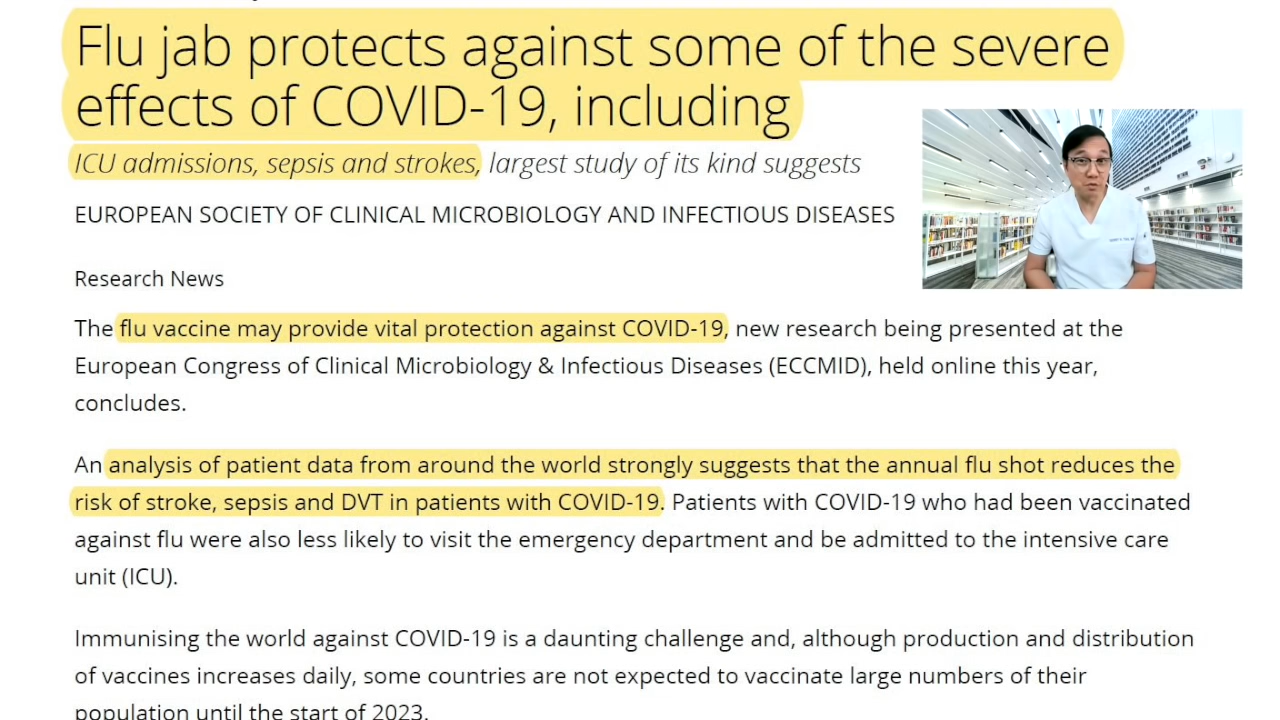 Flu jab protects against some of the severe
effects of COVID-19, including
ICU admissions, sepsis and strokes, largest study of its kind suggests
EUROPEAN SOCIETY OF CLINICAL MICROBIOLOGY AND INFECTIOUS DISEASES
Research News
The flu vaccine may provide vital protection against COVID-19, new research being presented at the
European Congress of Clinical Microbiology & Infectious Diseases (ECCMID), held online this year,
concludes.
An analysis of patient data from around the world strongly suggests that the annual flu shot reduces the
risk of stroke, sepsis and DVT in patients with COVID-19. Patients with COVID-19 who had been vaccinated
against flu were also less likely to visit the emergency department and be admitted to the intensive care
unit (ICU).
Immunising the world against COVID-19 is a daunting challenge and, although production and distribution
of vaccines increases daily, some countries are not expected to vaccinate large numbers of their
population until the start of 2023.